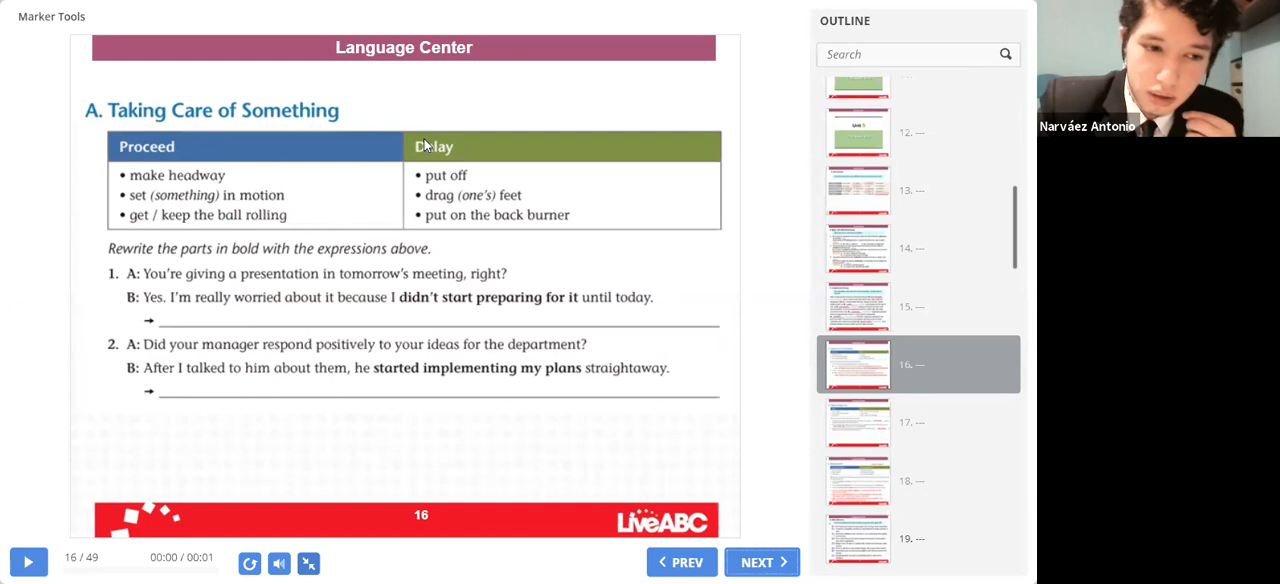 Marker Tools
Language Center
A. Taking Care of Something
Proceed
Delay
• make headway
• put off
• set (something) in motion
• drag (one's) feet
• get / keep the ball rolling
• put on the back burner
Rewrite the parts in bold with the expressions above.
1. A: You're giving a presentation in tomorrow's meeting, right?
B: Yes. I'm really worried about it because I didn't start preparing for it until today.
→
2. A: Did your manager respond positively to your ideas for the department?
B: After I talked to him about them, he started implementing my plans straightaway.
→
16
LiveABC
16 / 49
00:01
PREV
NEXT
OUTLINE
Search
12. ---
Unit 5
13. ---
14. ---
15. ---
16. ---
17. ---
18. ---
19. ---
Narváez Antonio